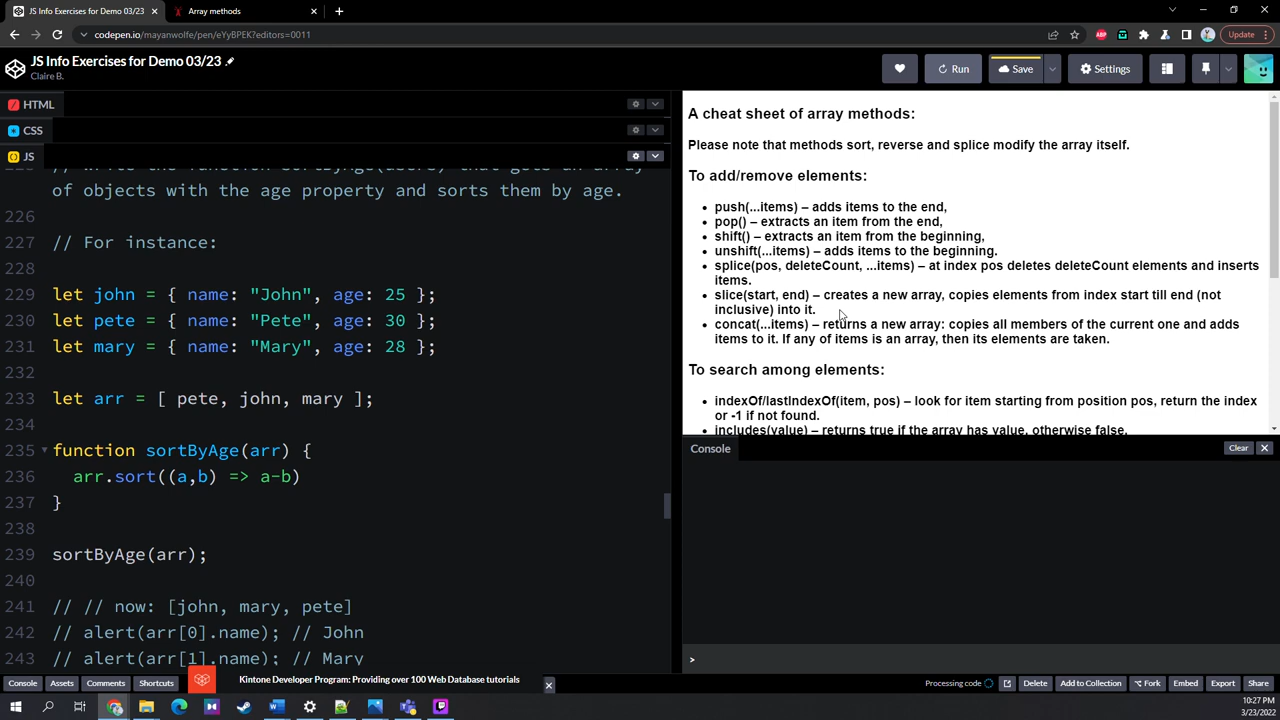 JS Info Exercises for Demo 03/23
Array methods
codepen.io/mayanwolfe/pen/eYyBPEK?editors=0011
Update
JS Info Exercises for Demo 03/23
Claire B.
Run
Save
Settings
HTML
CSS
JS
of objects with the age property and sorts them by age.
226
227 // For instance:
228
229 let john = { name: "John", age: 25 };
230 let pete = { name: "Pete", age: 30 };
231 let mary = { name: "Mary", age: 28 };
232
233 let arr = [ pete, john, mary ];
234
235 function sortByAge(arr) {
236 arr.sort((a,b) => a-b)
237 }
238
239 sortByAge(arr);
240
241 // // now: [john, mary, pete]
242 // alert(arr[0].name); // John
243 // alert(arr[1].name); // Mary
A cheat sheet of array methods:
Please note that methods sort, reverse and splice modify the array itself.
To add/remove elements:
• push(...items) – adds items to the end,
• pop() – extracts an item from the end,
• shift() – extracts an item from the beginning,
• unshift(...items) – adds items to the beginning.
• splice(pos, deleteCount, ...items) – at index pos deletes deleteCount elements and inserts
items.
• slice(start, end) – creates a new array, copies elements from index start till end (not
inclusive) into it.
• concat(...items) – returns a new array: copies all members of the current one and adds
items to it. If any of items is an array, then its elements are taken.
To search among elements:
• indexOf/lastIndexOf(item, pos) – look for item starting from position pos, return the index
or -1 if not found.
• includes(value) – returns true if the array has value, otherwise false.
Console
Clear
>
Console
Assets
Comments
Shortcuts
Kintone Developer Program: Providing over 100 Web Database tutorials
Processing code
Delete
Add to Collection
Fork
Embed
Export
Share
10:27 PM
3/23/2022